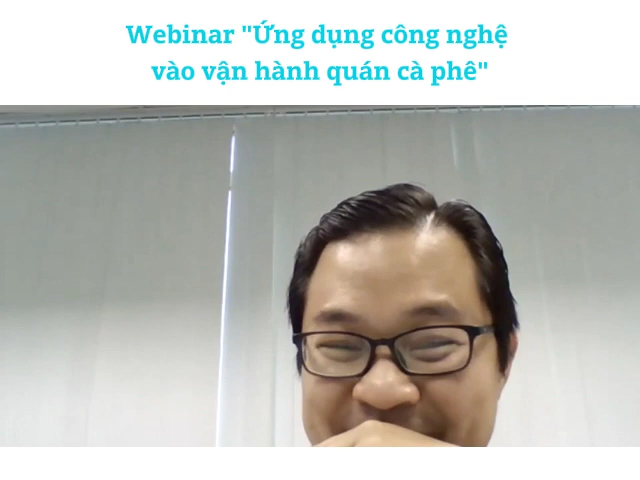 Webinar "Ứng dụng công nghệ
vào vận hành quán cà phê"